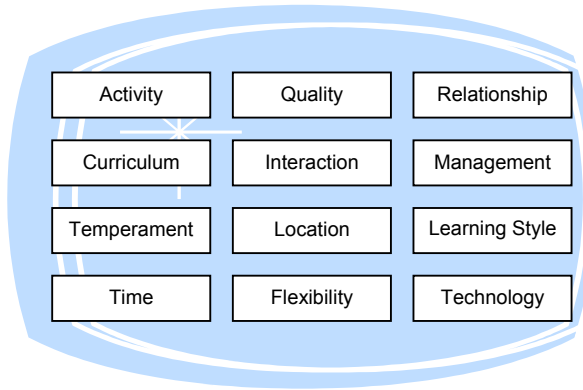 Activity
Quality
Relationship
Curriculum
Interaction
Management
Temperament
Location
Learning Style
Time
Flexibility
Technology